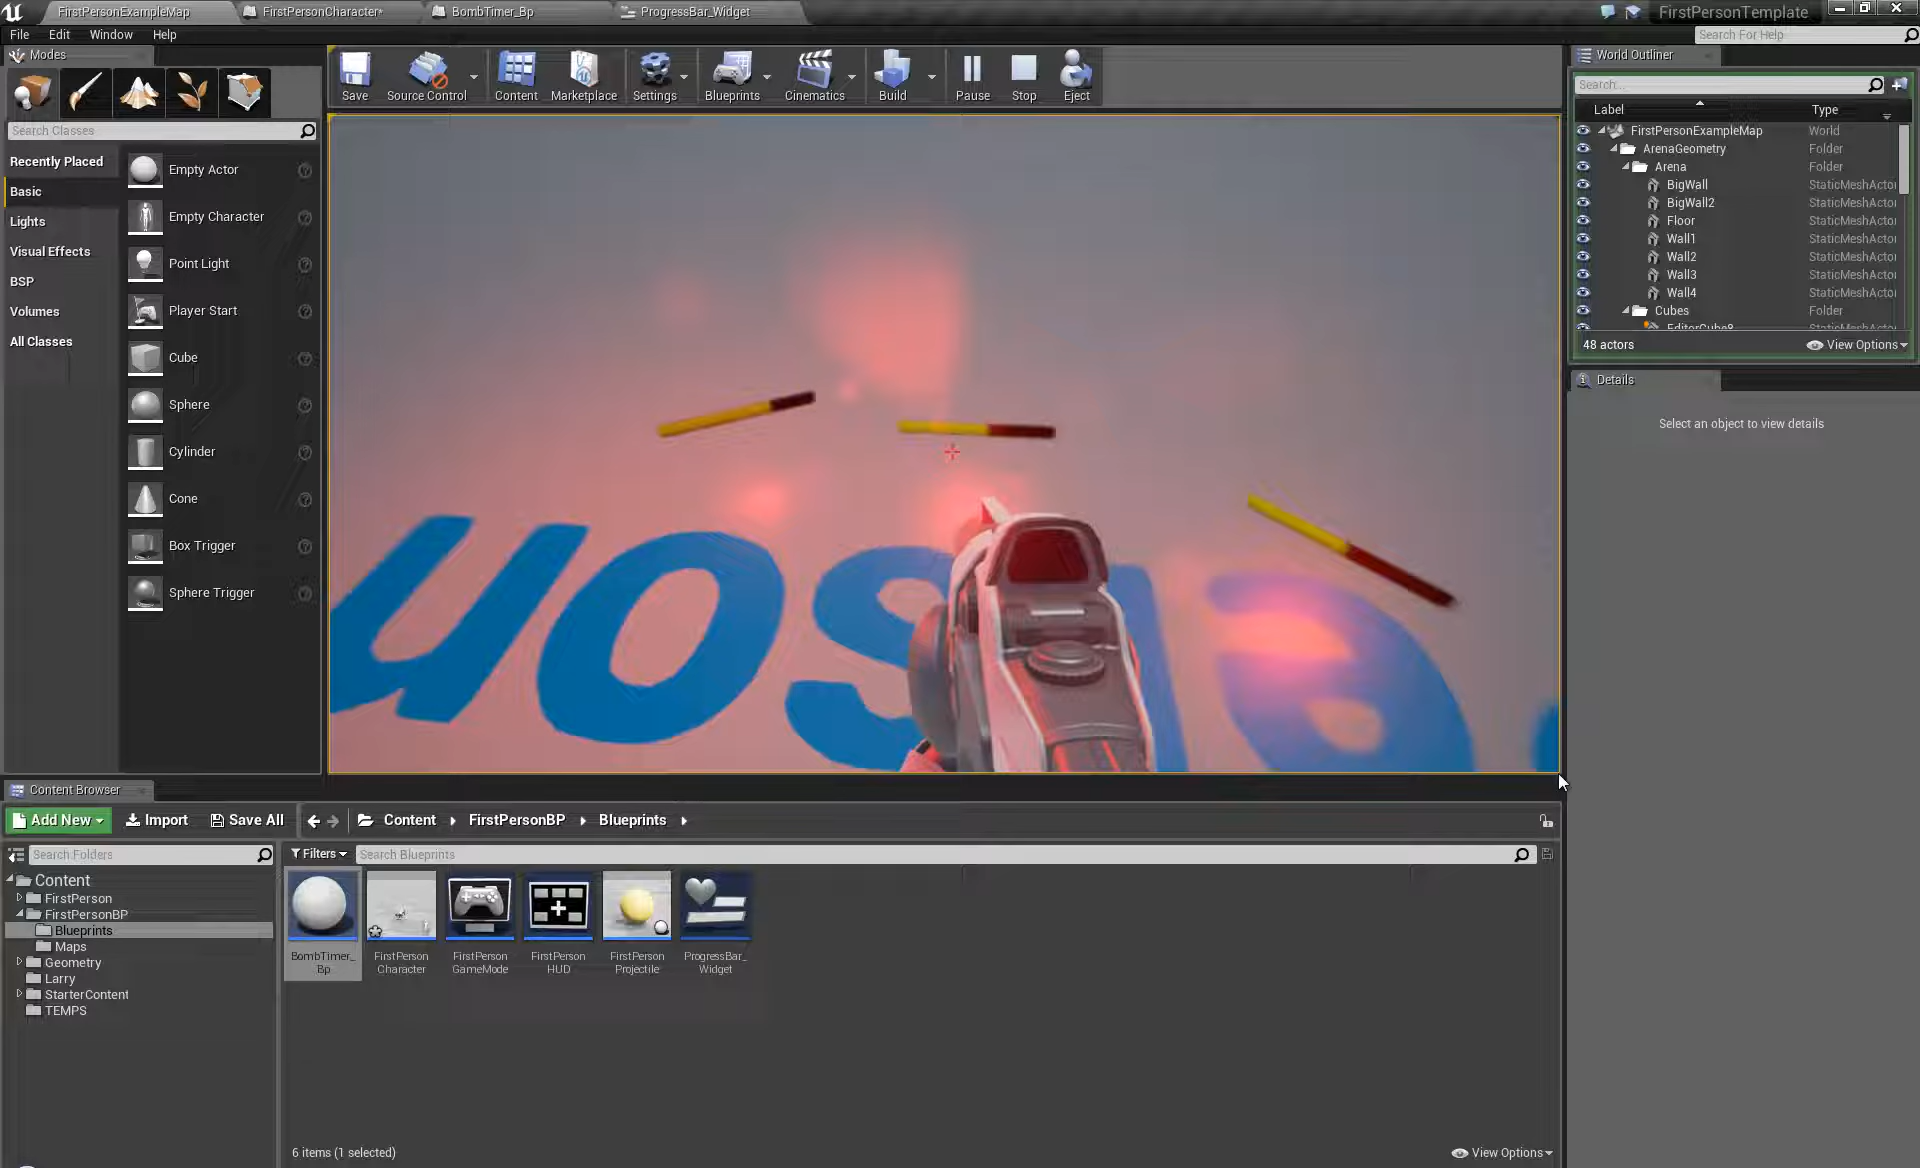 FirstPersonExampleMap
FirstPersonCharacter*
BombTimer_Bp
ProgressBar_Widget
FirstPersonTemplate
File Edit Window Help
Search For Help
Modes
Save
Source Control
Content
Marketplace
Settings
Blueprints
Cinematics
Build
Pause
Stop
Eject
World Outliner
Search...
Label
Type
Search Classes
Recently Placed
Basic
Lights
Visual Effects
BSP
Volumes
All Classes
Empty Actor
Empty Character
Point Light
Player Start
Cube
Sphere
Cylinder
Cone
Box Trigger
Sphere Trigger
FirstPersonExampleMap World
ArenaGeometry Folder
Arena Folder
BigWall StaticMeshActor
BigWall2 StaticMeshActor
Floor StaticMeshActor
Wall1 StaticMeshActor
Wall2 StaticMeshActor
Wall3 StaticMeshActor
Wall4 StaticMeshActor
Cubes Folder
EditorCube8 StaticMeshActor
48 actors
View Options
Details
Select an object to view details
Content Browser
Add New
Import
Save All
Content
FirstPersonBP
Blueprints
Search Folders
Filters
Search Blueprints
Content
FirstPerson
FirstPersonBP
Blueprints
Maps
Geometry
Larry
StarterContent
TEMPS
BombTimer_
Bp
FirstPerson
Character
FirstPerson
GameMode
FirstPerson
HUD
FirstPerson
Projectile
ProgressBar_
Widget
6 items (1 selected)
View Options